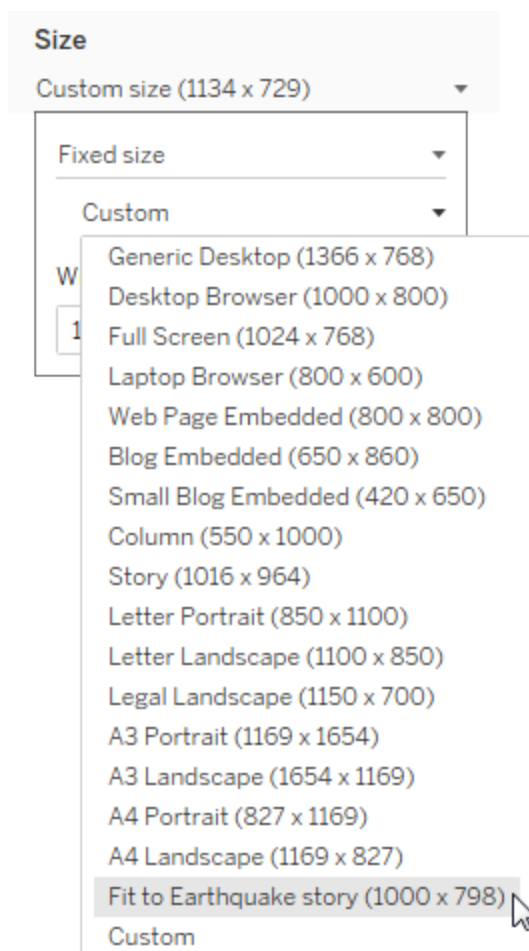 Size
Custom size (1134 x 729)
Fixed size
Custom
Generic Desktop (1366 x 768)
W
Desktop Browser (1000 x 800)
1
Full Screen (1024 x 768)
Laptop Browser (800 x 600)
Web Page Embedded (800 x 800)
Blog Embedded (650 x 860)
Small Blog Embedded (420 x 650)
Column (550 x 1000)
Story (1016 x 964)
Letter Portrait (850 x 1100)
Letter Landscape (1100 x 850)
Legal Landscape (1150 x 700)
A3 Portrait (1169 x 1654)
A3 Landscape (1654 x 1169)
A4 Portrait (827 x 1169)
A4 Landscape (1169 x 827)
Fit to Earthquake story (1000 x 798)
Custom